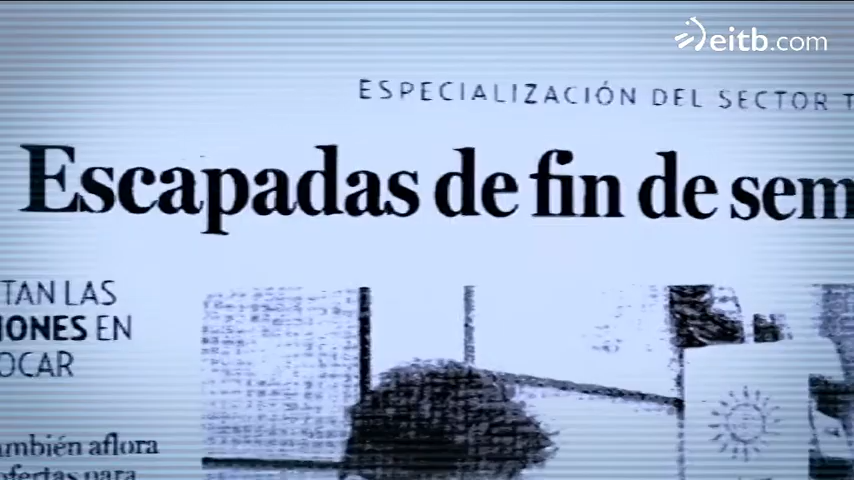 eitb.com
ESPECIALIZACIÓN DEL SECTOR T
Escapadas de fin de sem
TAN LAS
IONES EN
OCAR
ambién aflora
ofertas para